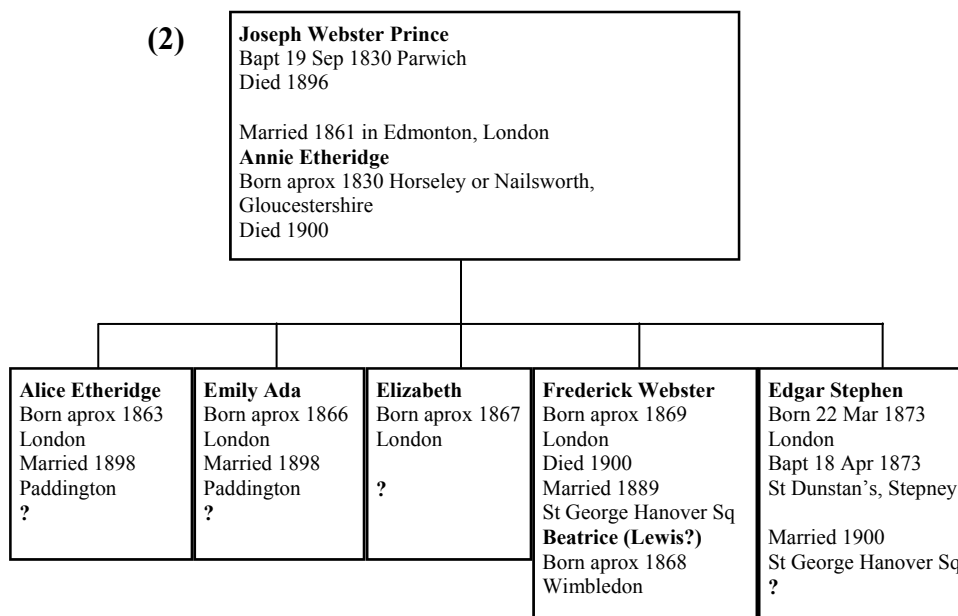 (2)
Joseph Webster Prince
Bapt 19 Sep 1830 Parwich
Died 1896
Married 1861 in Edmonton, London
Annie Etheridge
Born aprox 1830 Horseley or Nailsworth,
Gloucestershire
Died 1900
Alice Etheridge
Born aprox 1863
London
Married 1898
Paddington
?
Emily Ada
Born aprox 1866
London
Married 1898
Paddington
?
Elizabeth
Born aprox 1867
London
?
Frederick Webster
Born aprox 1869
London
Died 1900
Married 1889
St George Hanover Sq
Beatrice (Lewis?)
Born aprox 1868
Wimbledon
Edgar Stephen
Born 22 Mar 1873
London
Bapt 18 Apr 1873
St Dunstan’s, Stepney
Married 1900
St George Hanover Sq
?